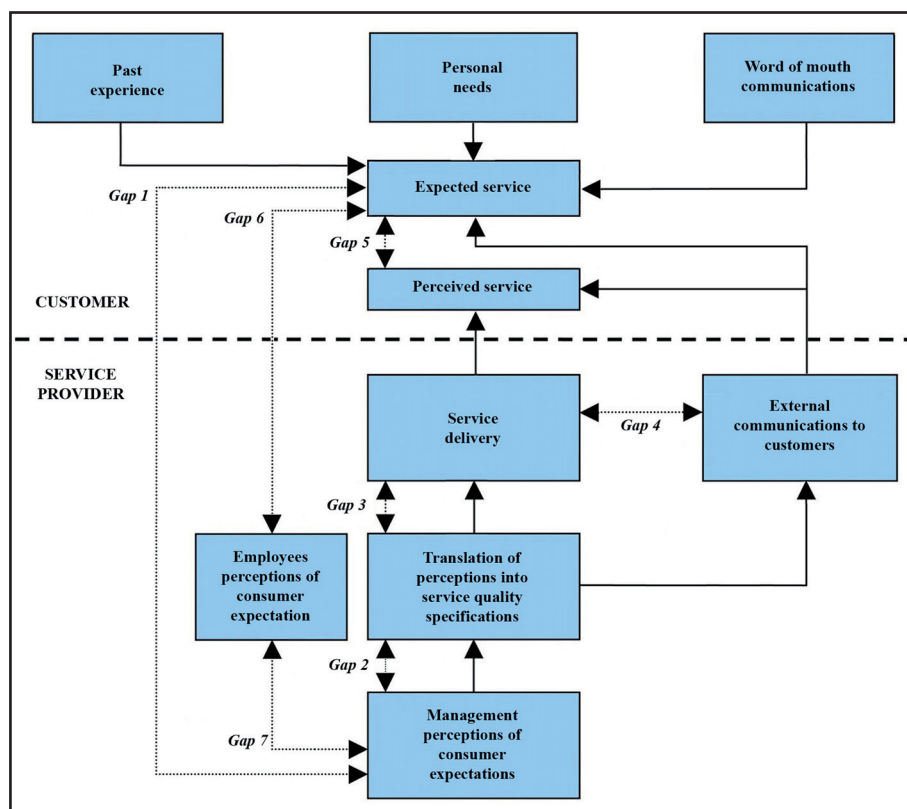 Past
experience
Personal
needs
Word of mouth
communications
Expected service
Gap 1
Gap 6
Gap 5
Perceived service
CUSTOMER
SERVICE
PROVIDER
Service
delivery
Gap 4
External
communications to
customers
Gap 3
Employees
perceptions of
consumer
expectation
Translation of
perceptions into
service quality
specifications
Gap 2
Gap 7
Management
perceptions of
consumer
expectations